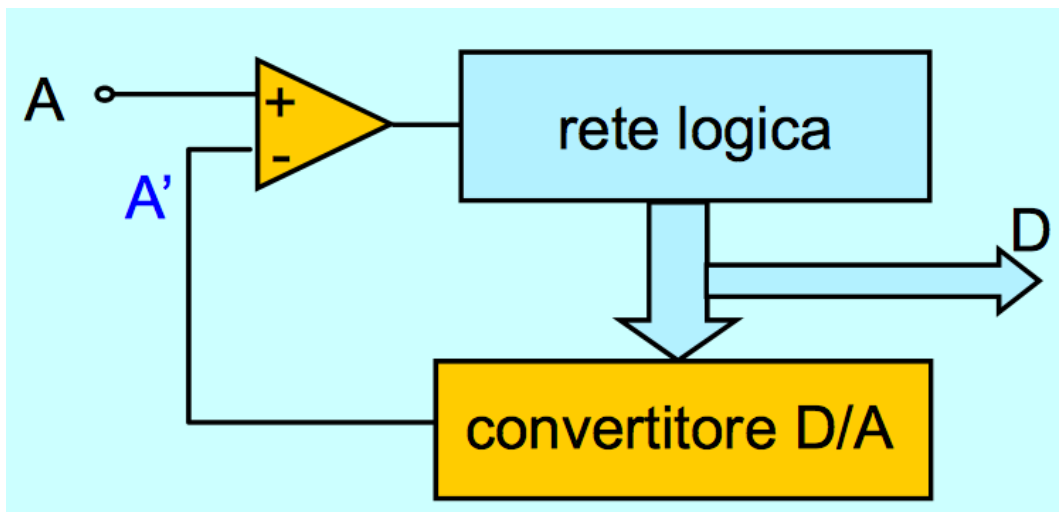 A
+
-
A’
rete logica
D
convertitore D/A